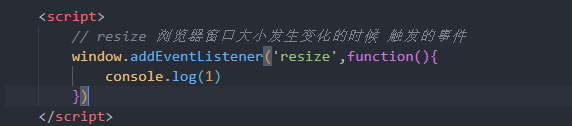 <script>
// resize 浏览器窗口大小发生变化的时候 触发的事件
window.addEventListener('resize',function(){
console.log(1)
})
</script>